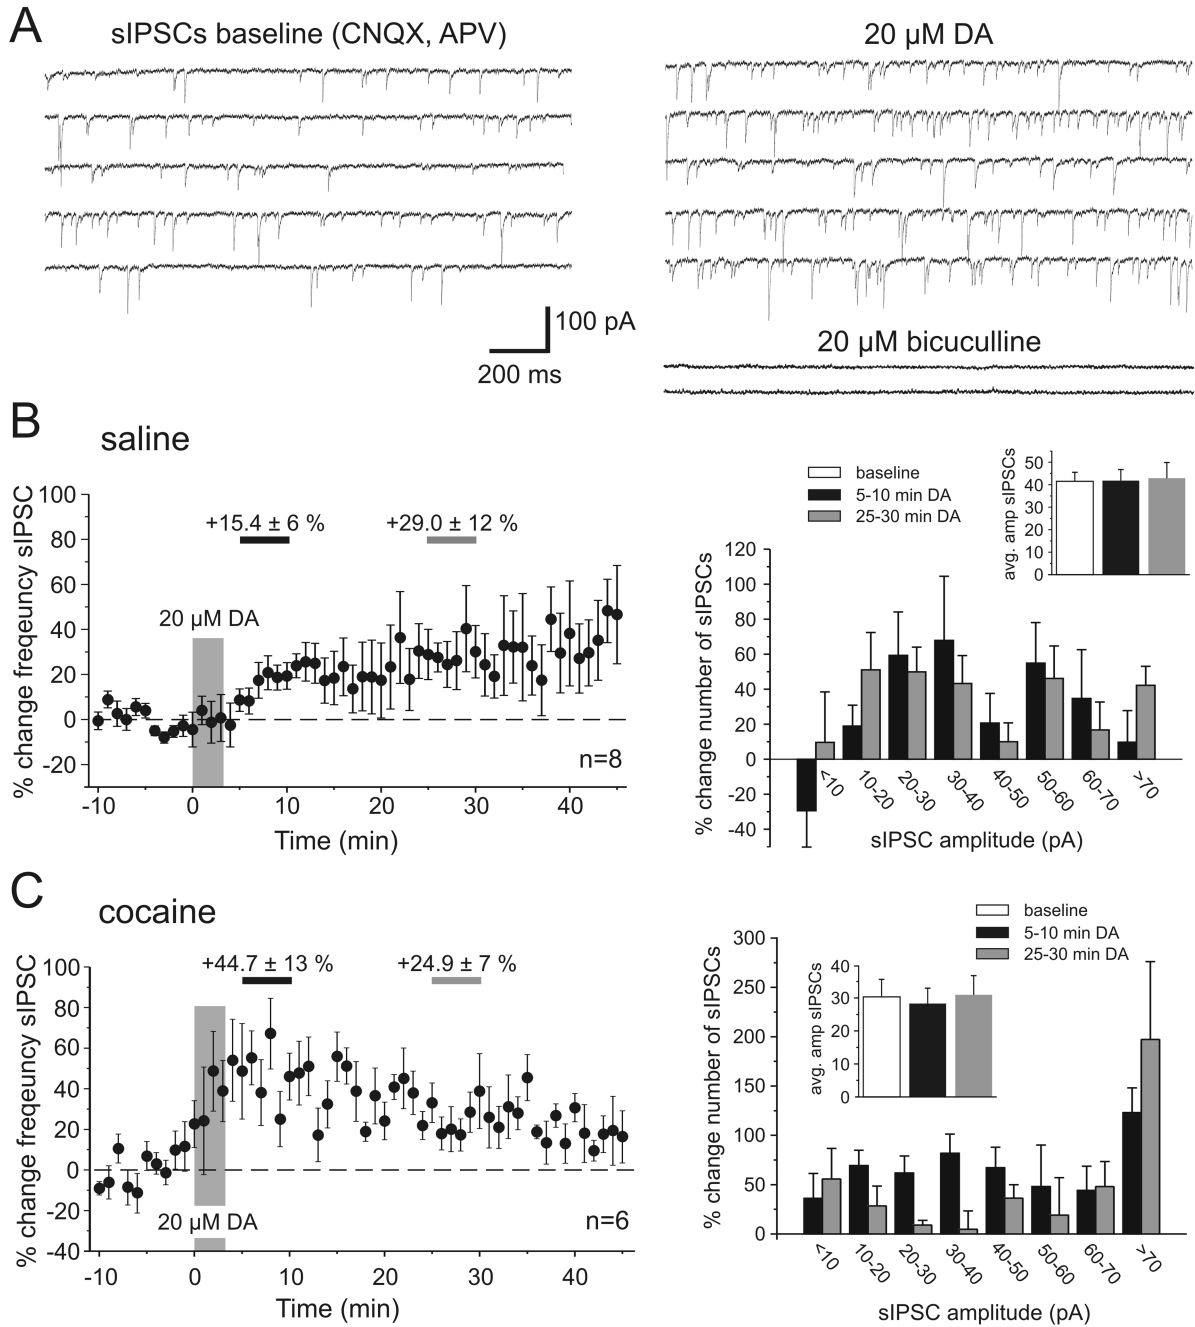 A
sIPSCs baseline (CNQX, APV)
20 µM DA
100 pA
200 ms
20 µM bicuculline
B
saline
% change freqeuncy sIPSC
100
80
60
40
20
0
-20
+15.4 ± 6 %
+29.0 ± 12 %
20 µM DA
n=8
-10
0
10
20
30
40
Time (min)
baseline
5-10 min DA
25-30 min DA
avg. amp sIPSCs
50
40
30
20
10
0
% change number of sIPSCs
120
100
80
60
40
20
0
-20
-40
<10
10-20
20-30
30-40
40-50
50-60
60-70
>70
sIPSC amplitude (pA)
C
cocaine
% change freqeuncy sIPSC
100
80
60
40
20
0
-20
-40
+44.7 ± 13 %
+24.9 ± 7 %
20 µM DA
n=6
-10
0
10
20
30
40
Time (min)
baseline
5-10 min DA
25-30 min DA
avg. amp sIPSCs
40
30
20
10
0
% change number of sIPSCs
300
250
200
150
100
50
0
<10
10-20
20-30
30-40
40-50
50-60
60-70
>70
sIPSC amplitude (pA)